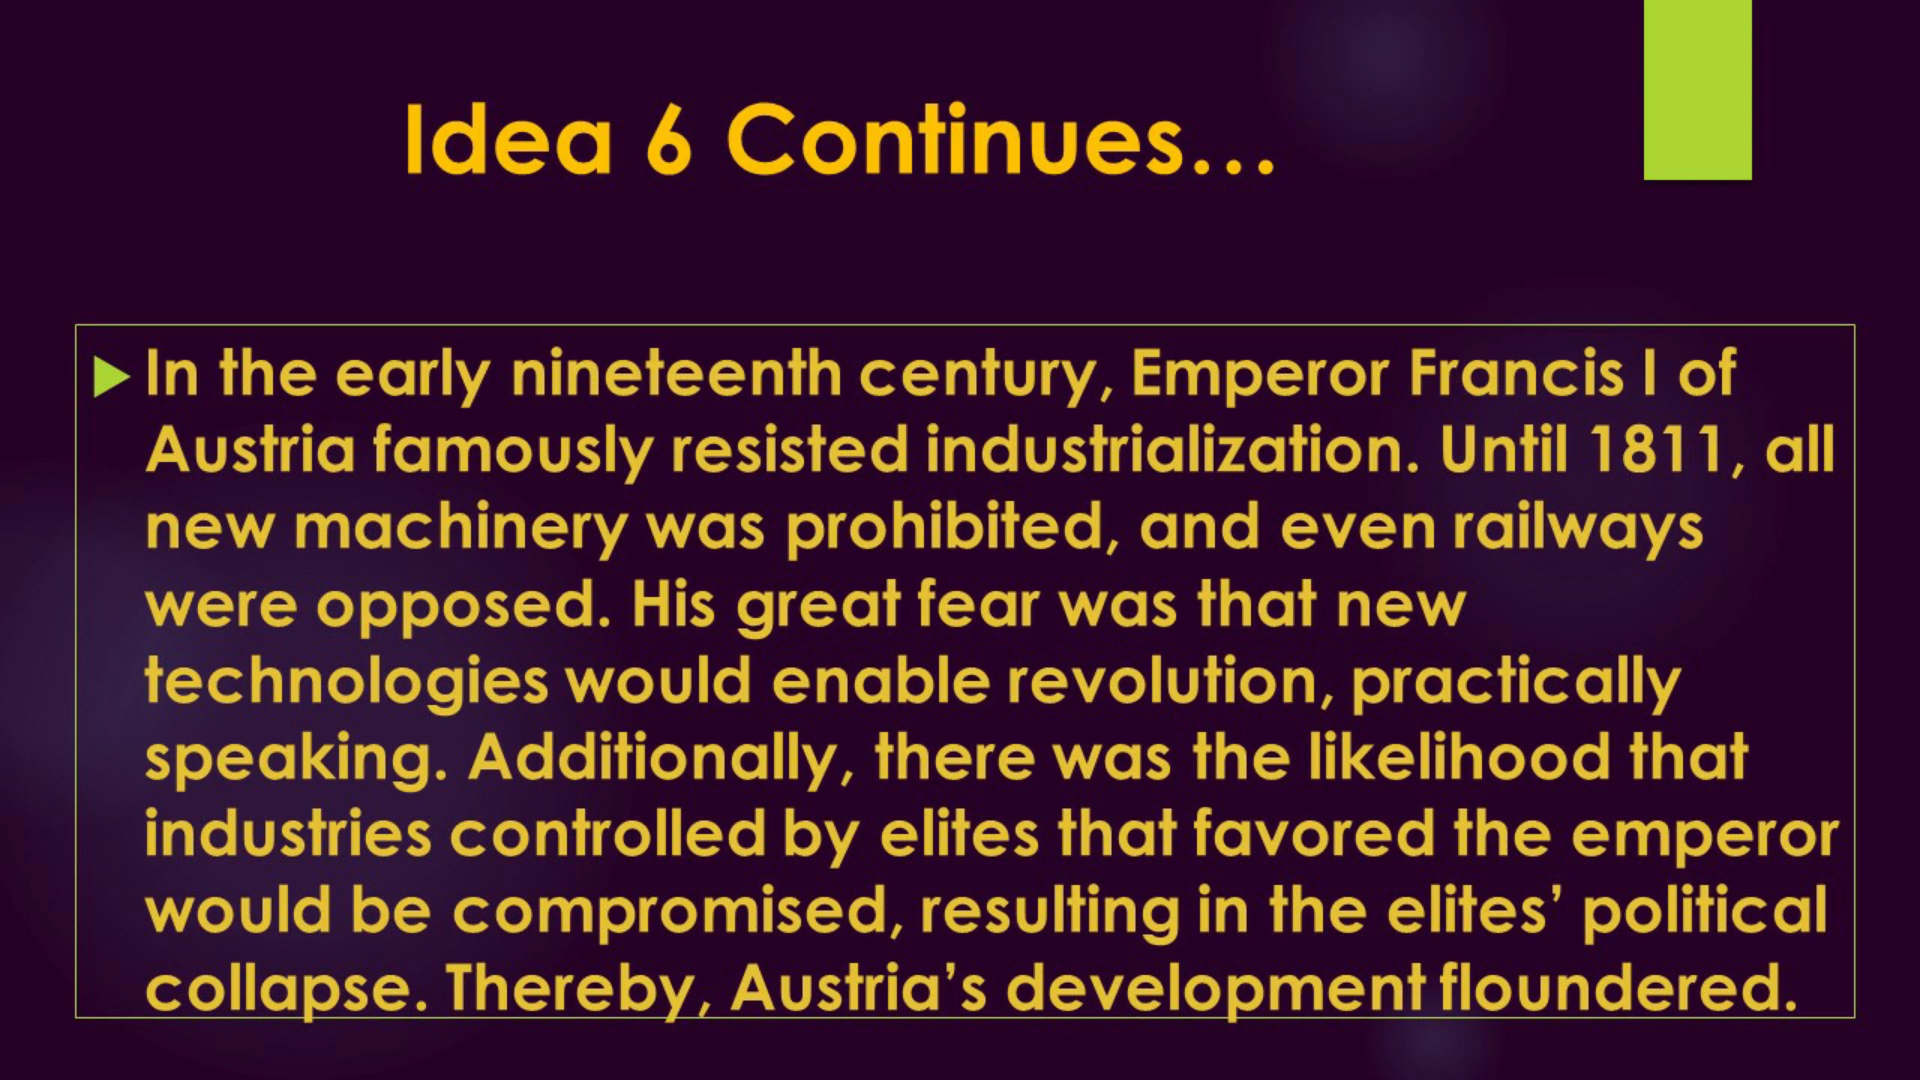 Idea 6 Continues…
In the early nineteenth century, Emperor Francis I of
Austria famously resisted industrialization. Until 1811, all
new machinery was prohibited, and even railways
were opposed. His great fear was that new
technologies would enable revolution, practically
speaking. Additionally, there was the likelihood that
industries controlled by elites that favored the emperor
would be compromised, resulting in the elites’ political
collapse. Thereby, Austria’s development floundered.